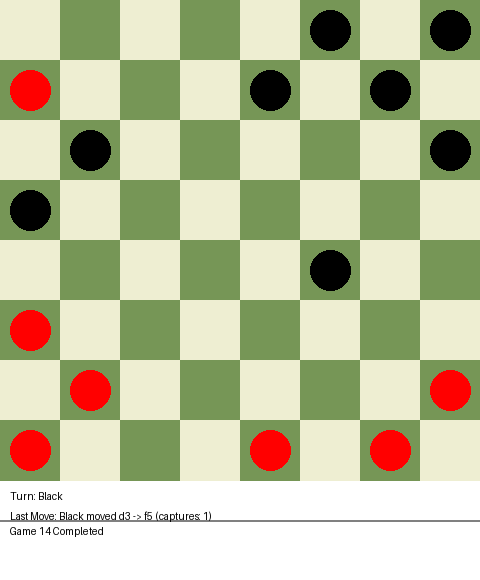 Turn: Black
Last Move: Black moved d3 -> f5 (captures: 1)
Game 14 Completed